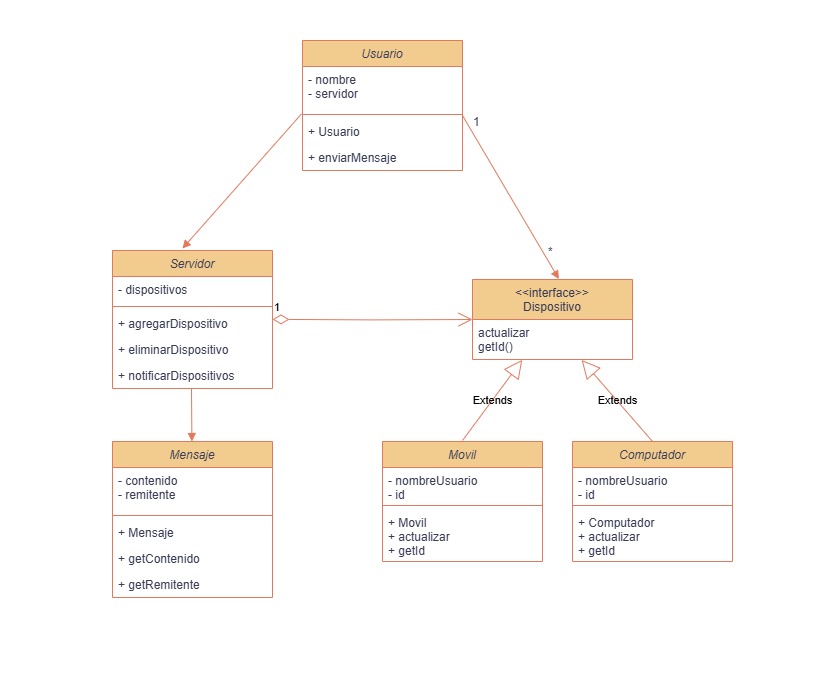 Usuario
- nombre
- servidor
+ Usuario
+ enviarMensaje
1
*
Servidor
- dispositivos
+ agregarDispositivo
+ eliminarDispositivo
+ notificarDispositivos
1
<<interface>>
Dispositivo
actualizar
getId()
Extends
Extends
Mensaje
- contenido
- remitente
+ Mensaje
+ getContenido
+ getRemitente
Movil
- nombreUsuario
- id
+ Movil
+ actualizar
+ getId
Computador
- nombreUsuario
- id
+ Computador
+ actualizar
+ getId